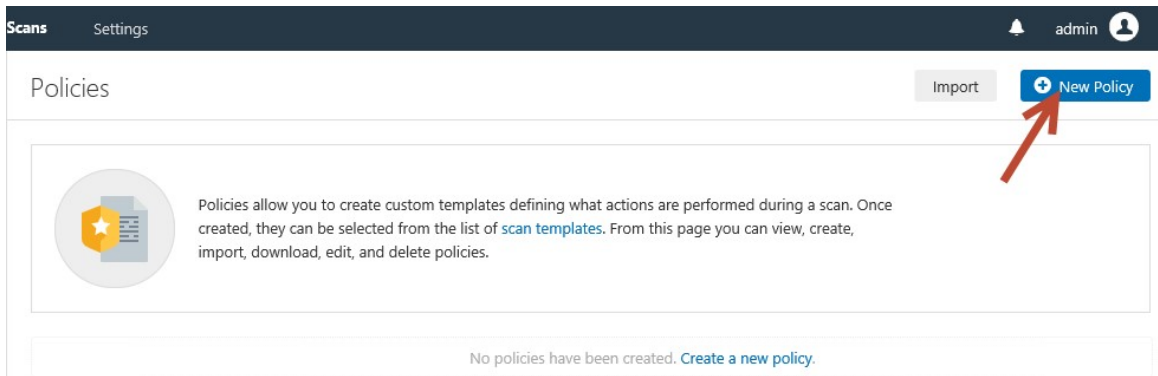 Scans Settings admin
Policies Import New Policy
Policies allow you to create custom templates defining what actions are performed during a scan. Once
created, they can be selected from the list of scan templates. From this page you can view, create,
import, download, edit, and delete policies.
No policies have been created. Create a new policy.